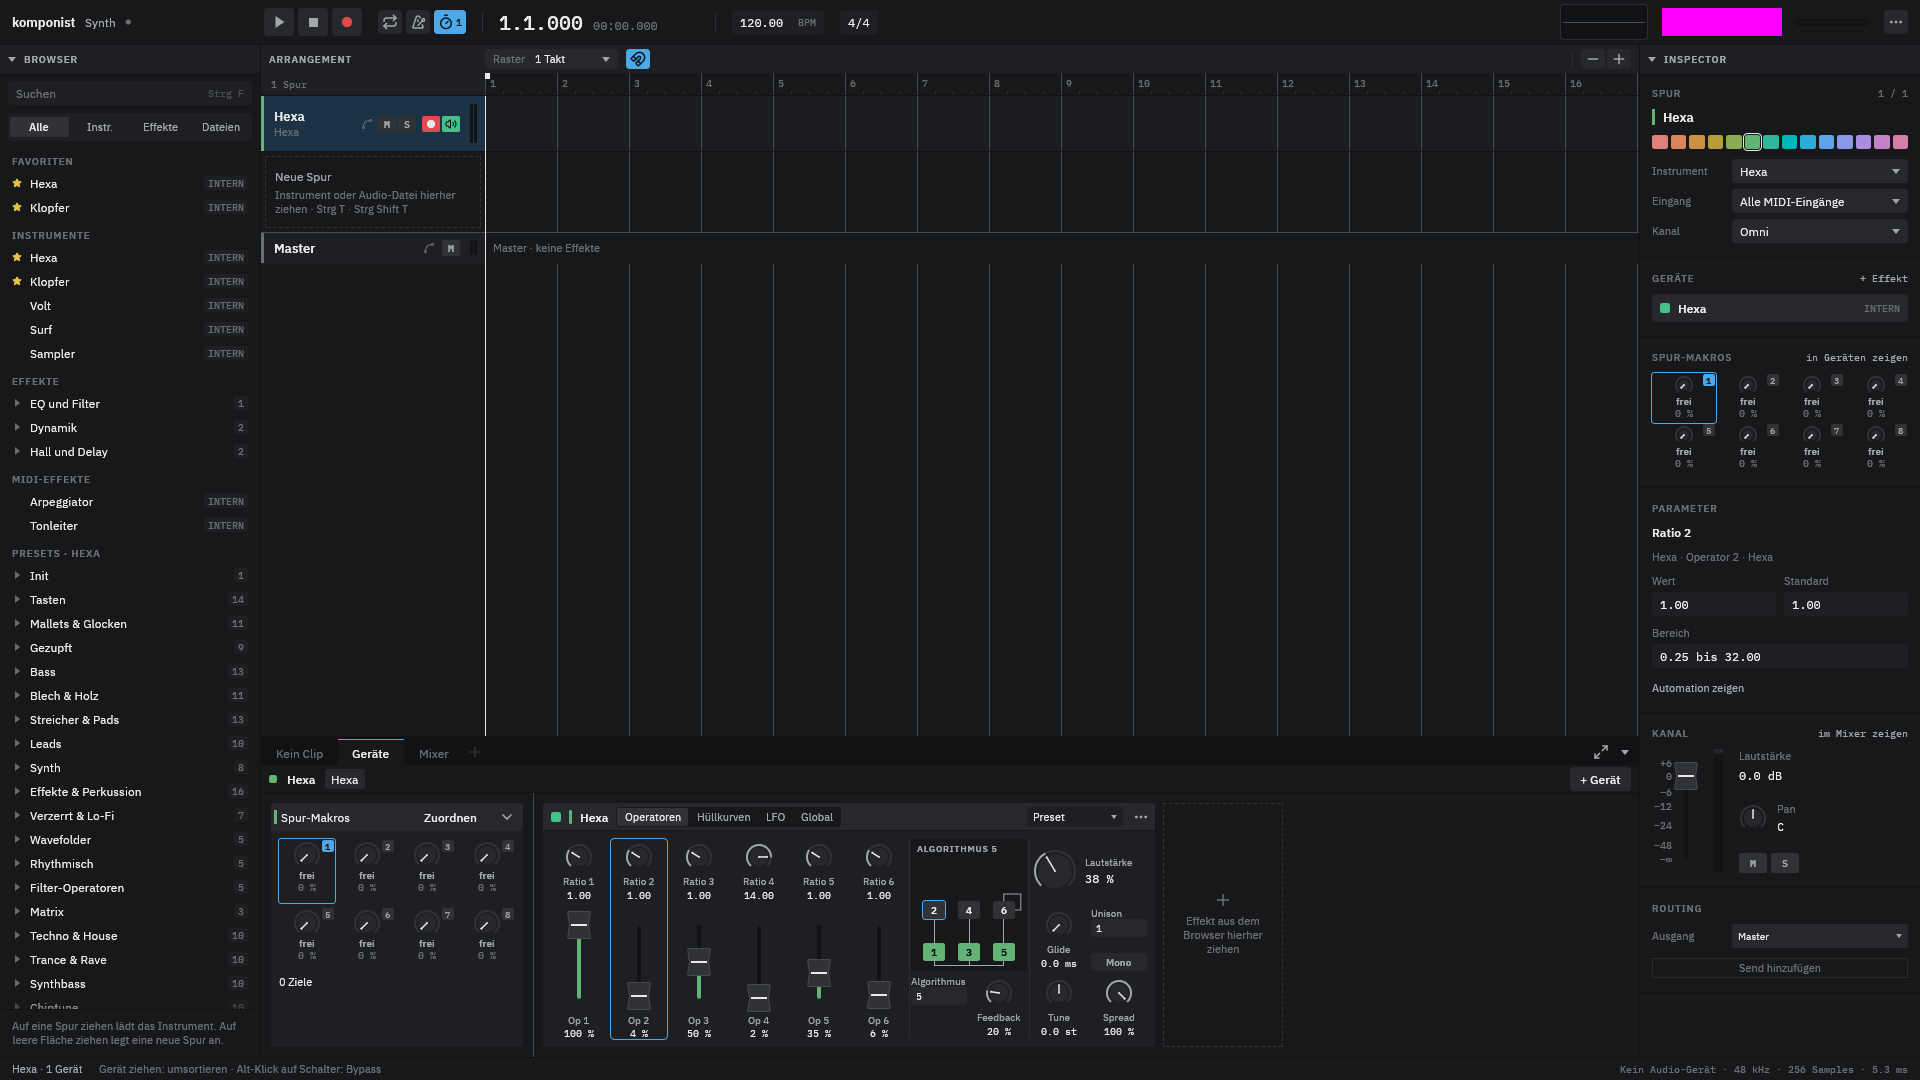 komponist Synth
1
1.1.000 00:00.000
120.00 BPM 4/4
BROWSER
Suchen Strg F
Alle Instr. Effekte Dateien
FAVORITEN
Hexa INTERN
Klopfer INTERN
INSTRUMENTE
Hexa INTERN
Klopfer INTERN
Volt INTERN
Surf INTERN
Sampler INTERN
EFFEKTE
EQ und Filter 1
Dynamik 2
Hall und Delay 2
MIDI-EFFEKTE
Arpeggiator INTERN
Tonleiter INTERN
PRESETS · HEXA
Init 1
Tasten 14
Mallets & Glocken 11
Gezupft 9
Bass 13
Blech & Holz 11
Streicher & Pads 13
Leads 10
Synth 8
Effekte & Perkussion 16
Verzerrt & Lo-Fi 7
Wavefolder 5
Rhythmisch 5
Filter-Operatoren 5
Matrix 3
Techno & House 10
Trance & Rave 10
Synthbass 10
Chiptune 10
Auf eine Spur ziehen lädt das Instrument. Auf
leere Fläche ziehen legt eine neue Spur an.
ARRANGEMENT Raster 1 Takt
1 Spur 1 2 3 4 5 6 7 8 9 10 11 12 13 14 15 16
Hexa
Hexa M S
Neue Spur
Instrument oder Audio-Datei hierher
ziehen · Strg T · Strg Shift T
Master M Master · keine Effekte
Kein Clip Geräte Mixer
Hexa Hexa + Gerät
Spur-Makros Zuordnen
1 2 3 4
frei frei frei frei
0 % 0 % 0 % 0 %
5 6 7 8
frei frei frei frei
0 % 0 % 0 % 0 %
0 Ziele
Hexa Operatoren Hüllkurven LFO Global Preset
Ratio 1 Ratio 2 Ratio 3 Ratio 4 Ratio 5 Ratio 6
1.00 1.00 1.00 14.00 1.00 1.00
Op 1 Op 2 Op 3 Op 4 Op 5 Op 6
100 % 4 % 50 % 2 % 35 % 6 %
ALGORITHMUS 5
2 4 6
1 3 5
Algorithmus
5
Feedback
20 %
Lautstärke
38 %
Unison
1
Glide
0.0 ms
Mono
Tune Spread
0.0 st 100 %
Effekt aus dem
Browser hierher
ziehen
INSPECTOR
SPUR 1 / 1
Hexa
Instrument Hexa
Eingang Alle MIDI-Eingänge
Kanal Omni
GERÄTE + Effekt
Hexa INTERN
SPUR-MAKROS in Geräten zeigen
1 2 3 4
frei frei frei frei
0 % 0 % 0 % 0 %
5 6 7 8
frei frei frei frei
0 % 0 % 0 % 0 %
PARAMETER
Ratio 2
Hexa · Operator 2 · Hexa
Wert Standard
1.00 1.00
Bereich
0.25 bis 32.00
Automation zeigen
KANAL im Mixer zeigen
+6
0
−6
−12
−24
−48
−∞
Lautstärke
0.0 dB
Pan
C
M S
ROUTING
Ausgang Master
Send hinzufügen
Hexa · 1 Gerät Gerät ziehen: umsortieren · Alt-Klick auf Schalter: Bypass
Kein Audio-Gerät · 48 kHz · 256 Samples · 5.3 ms